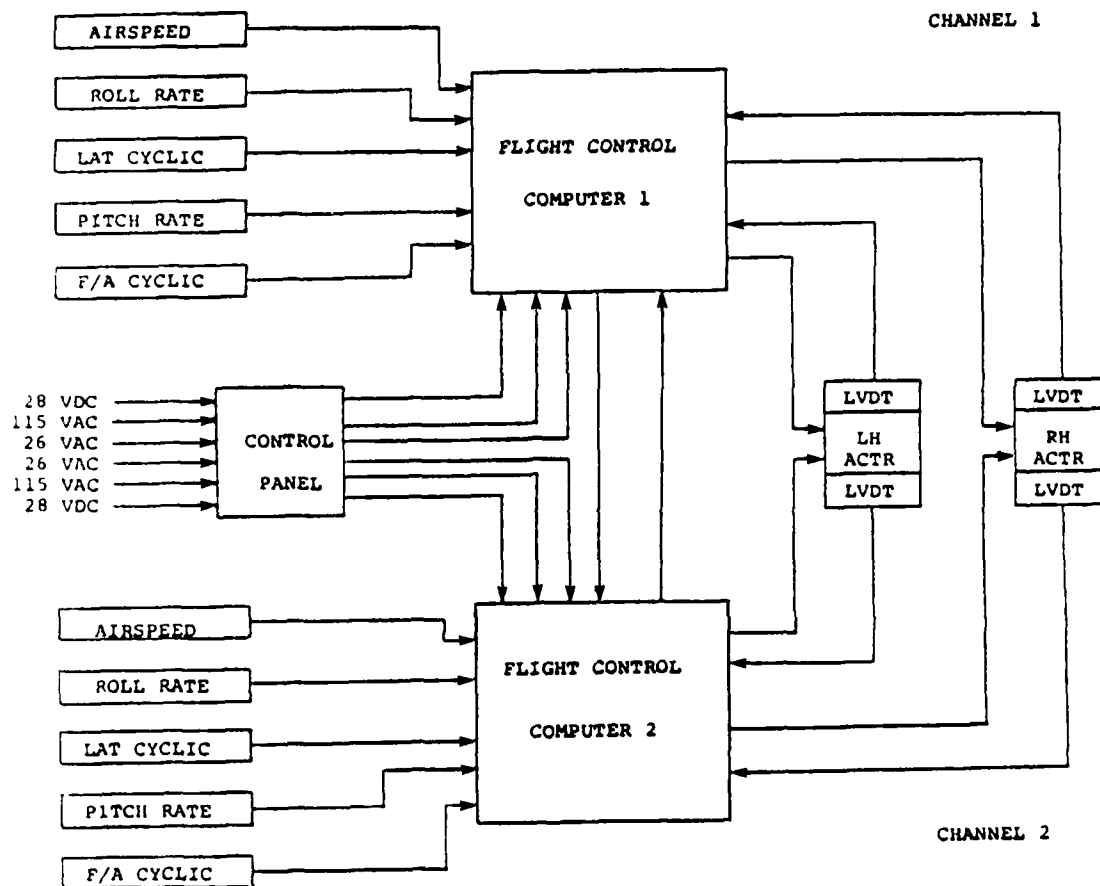 CHANNEL 1
AIRSPEED
ROLL RATE
LAT CYCLIC
PITCH RATE
F/A CYCLIC
FLIGHT CONTROL
COMPUTER 1
28 VDC
115 VAC
26 VAC
26 VAC
115 VAC
28 VDC
CONTROL
PANEL
LVDT
LH
ACTR
LVDT
LVDT
RH
ACTR
LVDT
AIRSPEED
ROLL RATE
LAT CYCLIC
PITCH RATE
F/A CYCLIC
FLIGHT CONTROL
COMPUTER 2
CHANNEL 2